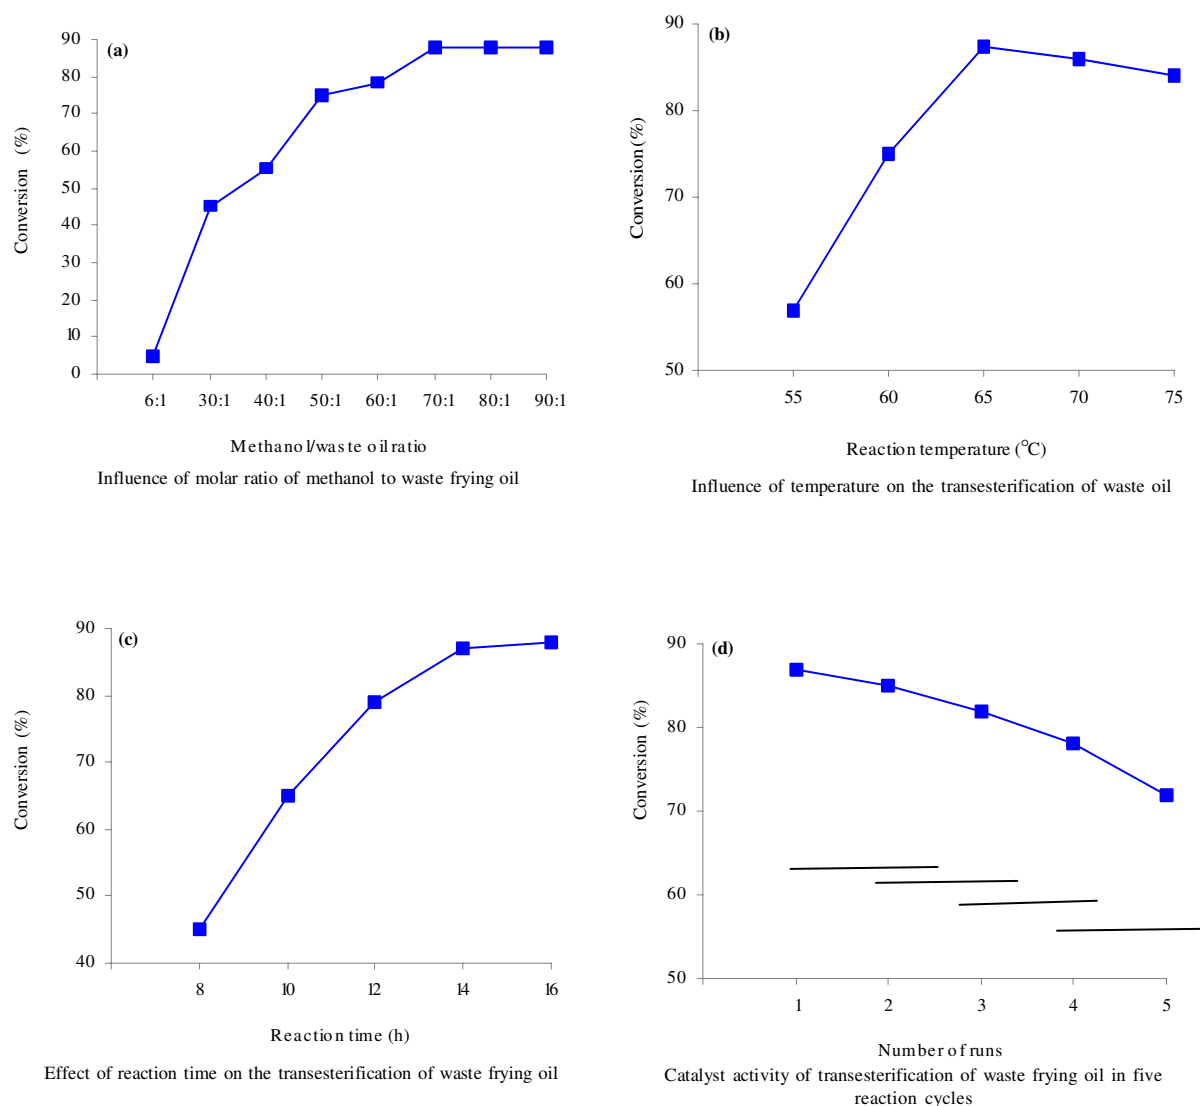 (a)
90
80
70
60
50
40
30
20
10
0
Conversion (%)
6:1 30:1 40:1 50:1 60:1 70:1 80:1 90:1
Methanol/waste oil ratio
Influence of molar ratio of methanol to waste frying oil
(b)
90
80
70
60
50
Conversion (%)
55 60 65 70 75
Reaction temperature (°C)
Influence of temperature on the transesterification of waste oil
(c)
90
80
70
60
50
40
Conversion (%)
8 10 12 14 16
Reaction time (h)
Effect of reaction time on the transesterification of waste frying oil
(d)
90
80
70
60
50
Conversion (%)
1 2 3 4 5
Number of runs
Catalyst activity of transesterification of waste frying oil in five
reaction cycles